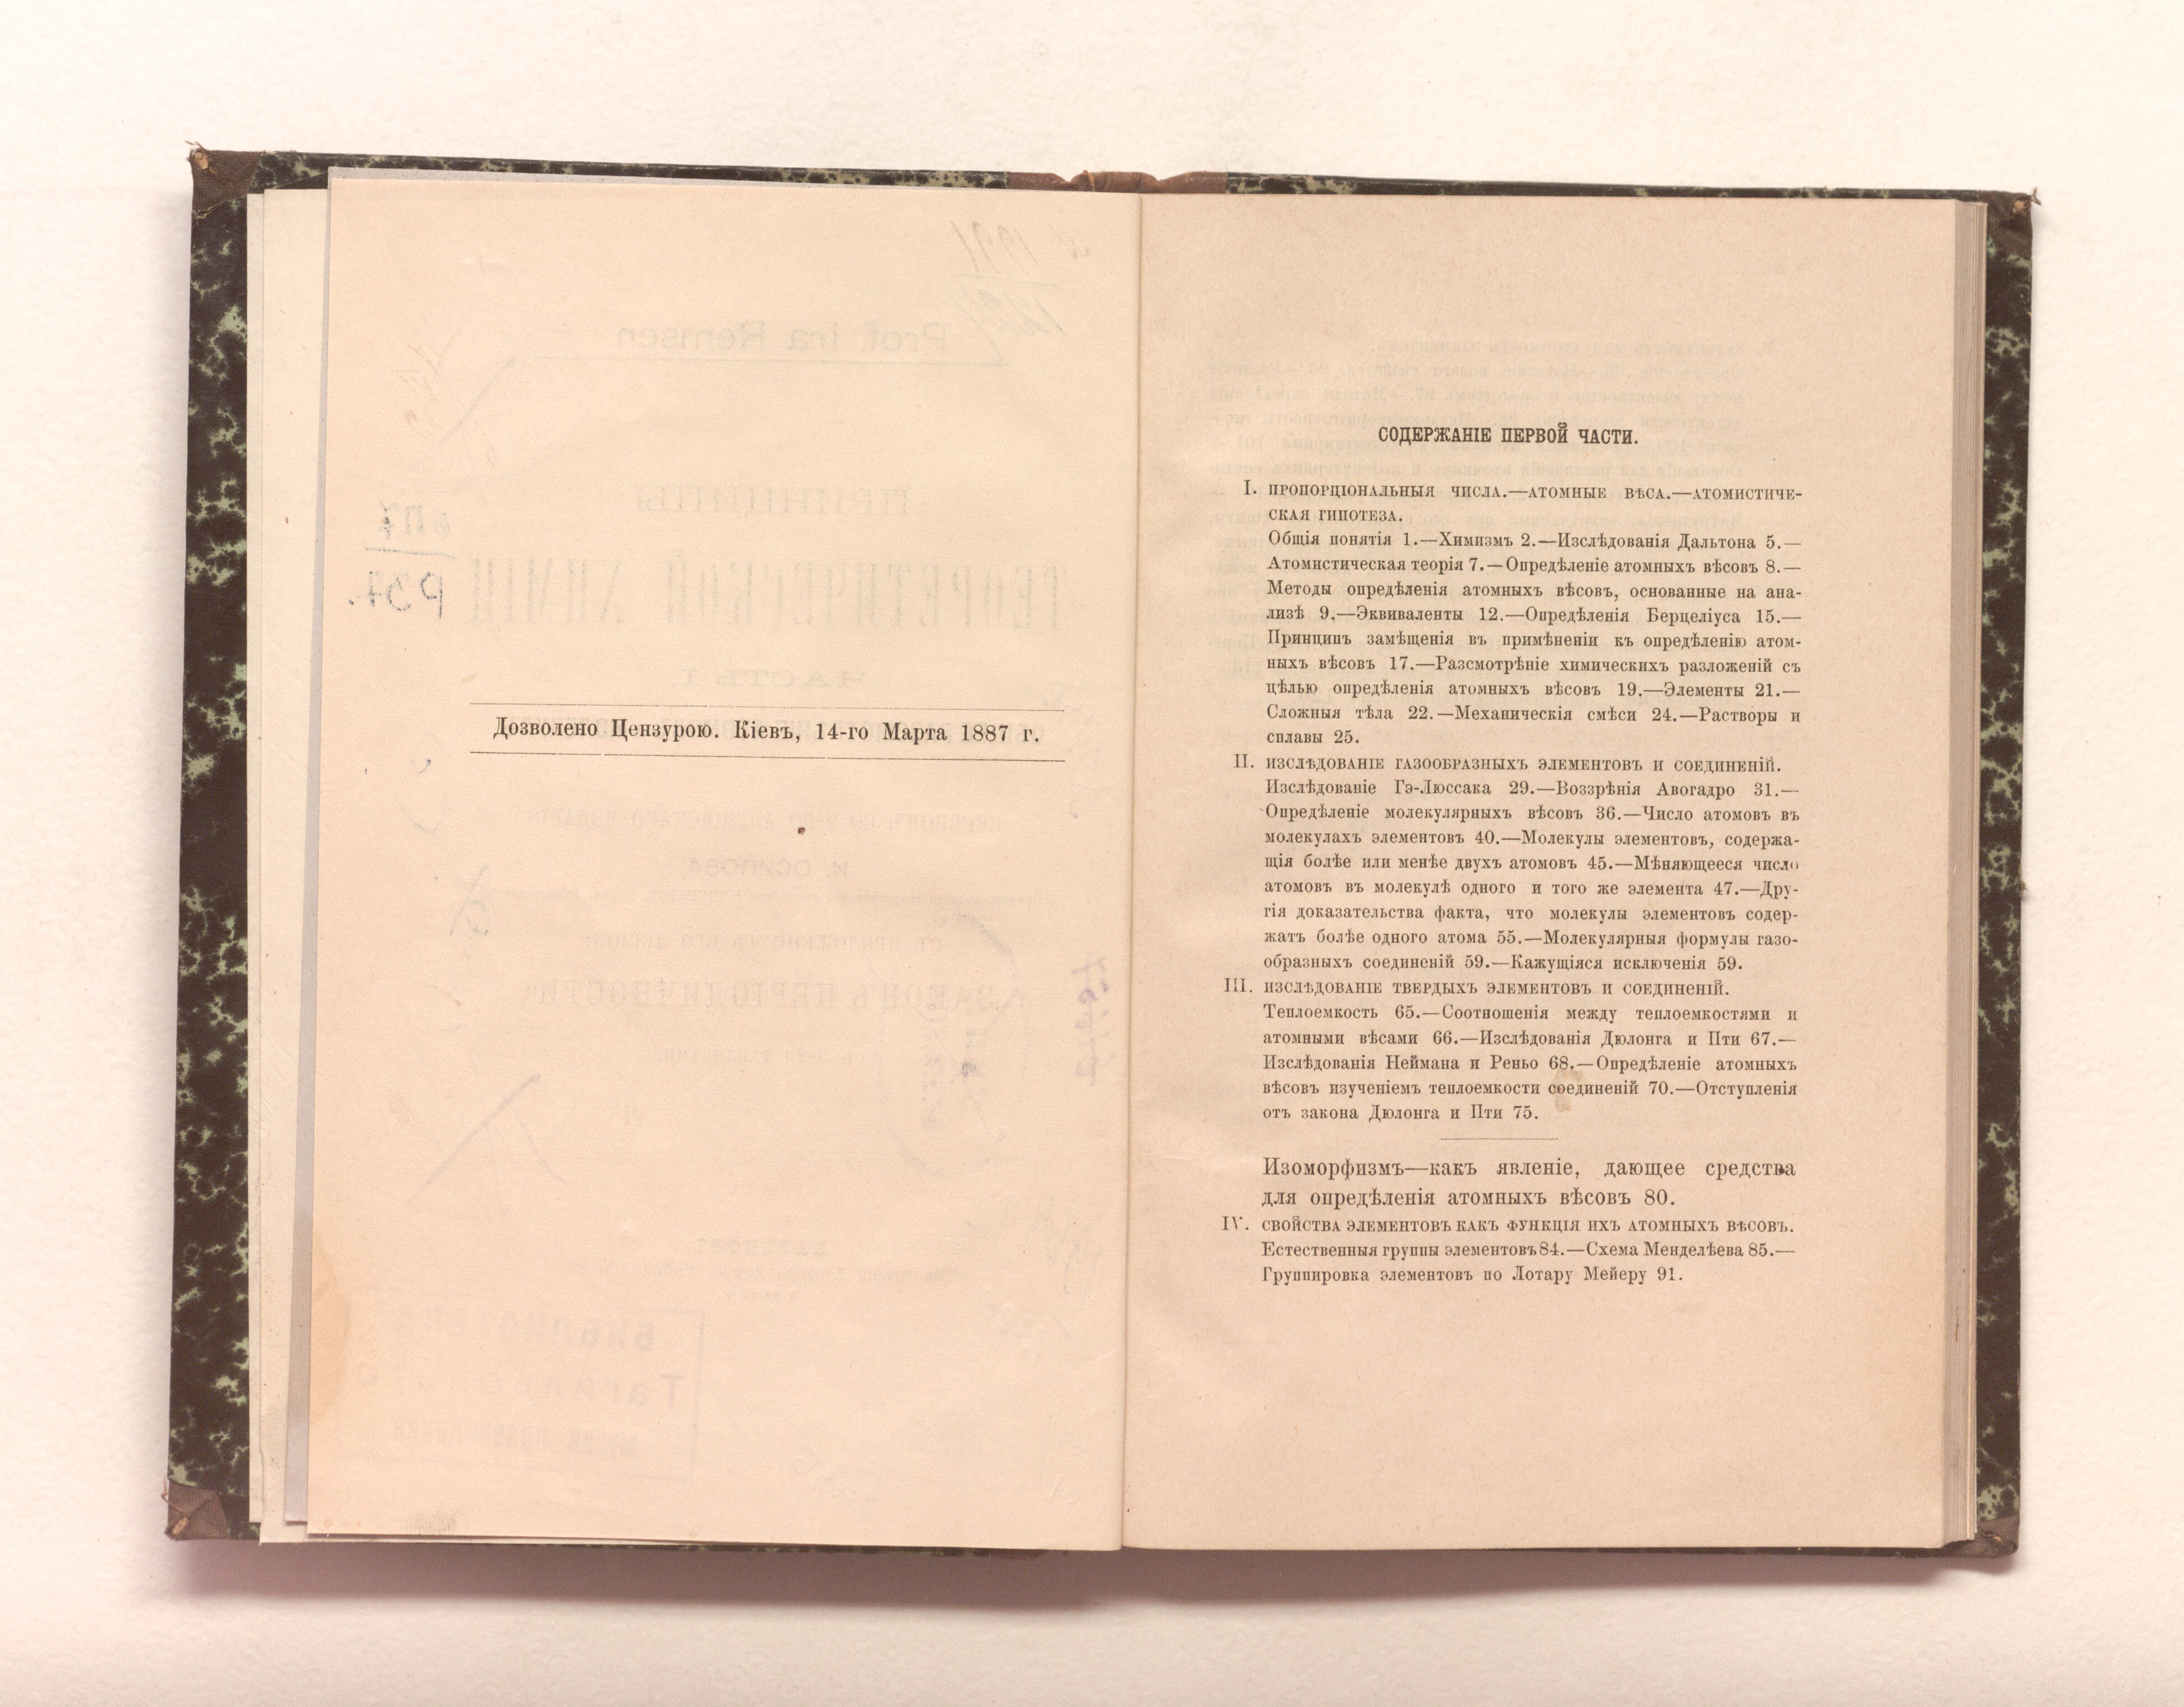 Дозволено Цензурою. Кіевъ, 14-го Марта 1887 г.
СОДЕРЖАНІЕ ПЕРВОЙ ЧАСТИ.
I. ПРОПОРЦІОНАЛЬНЫЯ ЧИСЛА.—АТОМНЫЕ ВѢСА.—АТОМИСТИЧЕ-
СКАЯ ГИПОТЕЗА.
Общія понятія 1.—Химизмъ 2.—Изслѣдованія Дальтона 5.—
Атомистическая теорія 7.—Опредѣленіе атомныхъ вѣсовъ 8.—
Методы опредѣленія атомныхъ вѣсовъ, основанные на ана-
лизѣ 9.—Эквиваленты 12.—Опредѣленія Берцеліуса 15.—
Принципъ замѣщенія въ примѣненіи къ опредѣленію атом-
ныхъ вѣсовъ 17.—Разсмотрѣніе химическихъ разложеній съ
цѣлью опредѣленія атомныхъ вѣсовъ 19.—Элементы 21.—
Сложныя тѣла 22.—Механическія смѣси 24.—Растворы и
сплавы 25.
II. ИЗСЛѢДОВАНІЕ ГАЗООБРАЗНЫХЪ ЭЛЕМЕНТОВЪ И СОЕДИНЕНІЙ.
Изслѣдованіе Гэ-Люссака 29.—Воззрѣнія Авогадро 31.—
Опредѣленіе молекулярныхъ вѣсовъ 36.—Число атомовъ въ
молекулахъ элементовъ 40.—Молекулы элементовъ, содержа-
щія болѣе или менѣе двухъ атомовъ 45.—Мѣняющееся число
атомовъ въ молекулѣ одного и того же элемента 47.—Дру-
гія доказательства факта, что молекулы элементовъ содер-
жатъ болѣе одного атома 55.—Молекулярныя формулы газо-
образныхъ соединеній 59.—Кажущіяся исключенія 59.
III. ИЗСЛѢДОВАНІЕ ТВЕРДЫХЪ ЭЛЕМЕНТОВЪ И СОЕДИНЕНІЙ.
Теплоемкость 65.—Соотношенія между теплоемкостями и
атомными вѣсами 66.—Изслѣдованія Дюлонга и Пти 67.—
Изслѣдованія Неймана и Реньо 68.—Опредѣленіе атомныхъ
вѣсовъ изученіемъ теплоемкости соединеній 70.—Отступленія
отъ закона Дюлонга и Пти 75.
Изоморфизмъ—какъ явленіе, дающее средства
для опредѣленія атомныхъ вѣсовъ 80.
IV. СВОЙСТВА ЭЛЕМЕНТОВЪ КАКЪ ФУНКЦІЯ ИХЪ АТОМНЫХЪ ВѢСОВЪ.
Естественныя группы элементовъ 84.—Схема Менделѣева 85.—
Группировка элементовъ по Лотару Мейеру 91.